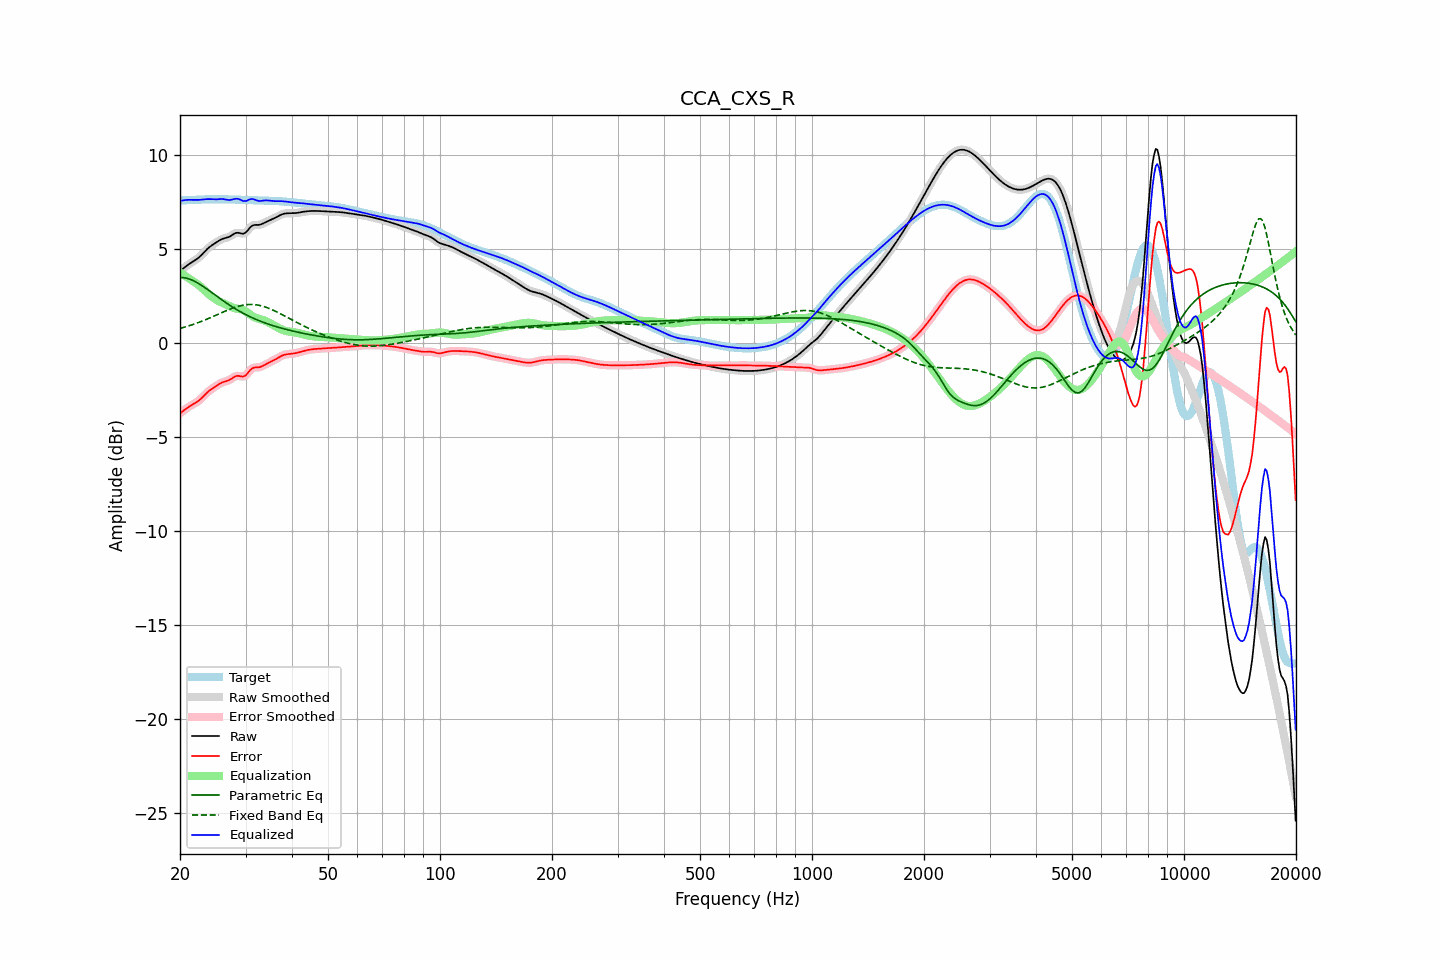 CCA_CXS_R
10
5
0
−5
−10
−15
−20
−25
Amplitude (dBr)
Target
Raw Smoothed
Error Smoothed
Raw
Error
Equalization
Parametric Eq
Fixed Band Eq
Equalized
20 50 100 200 500 1000 2000 5000 10000 20000
Frequency (Hz)